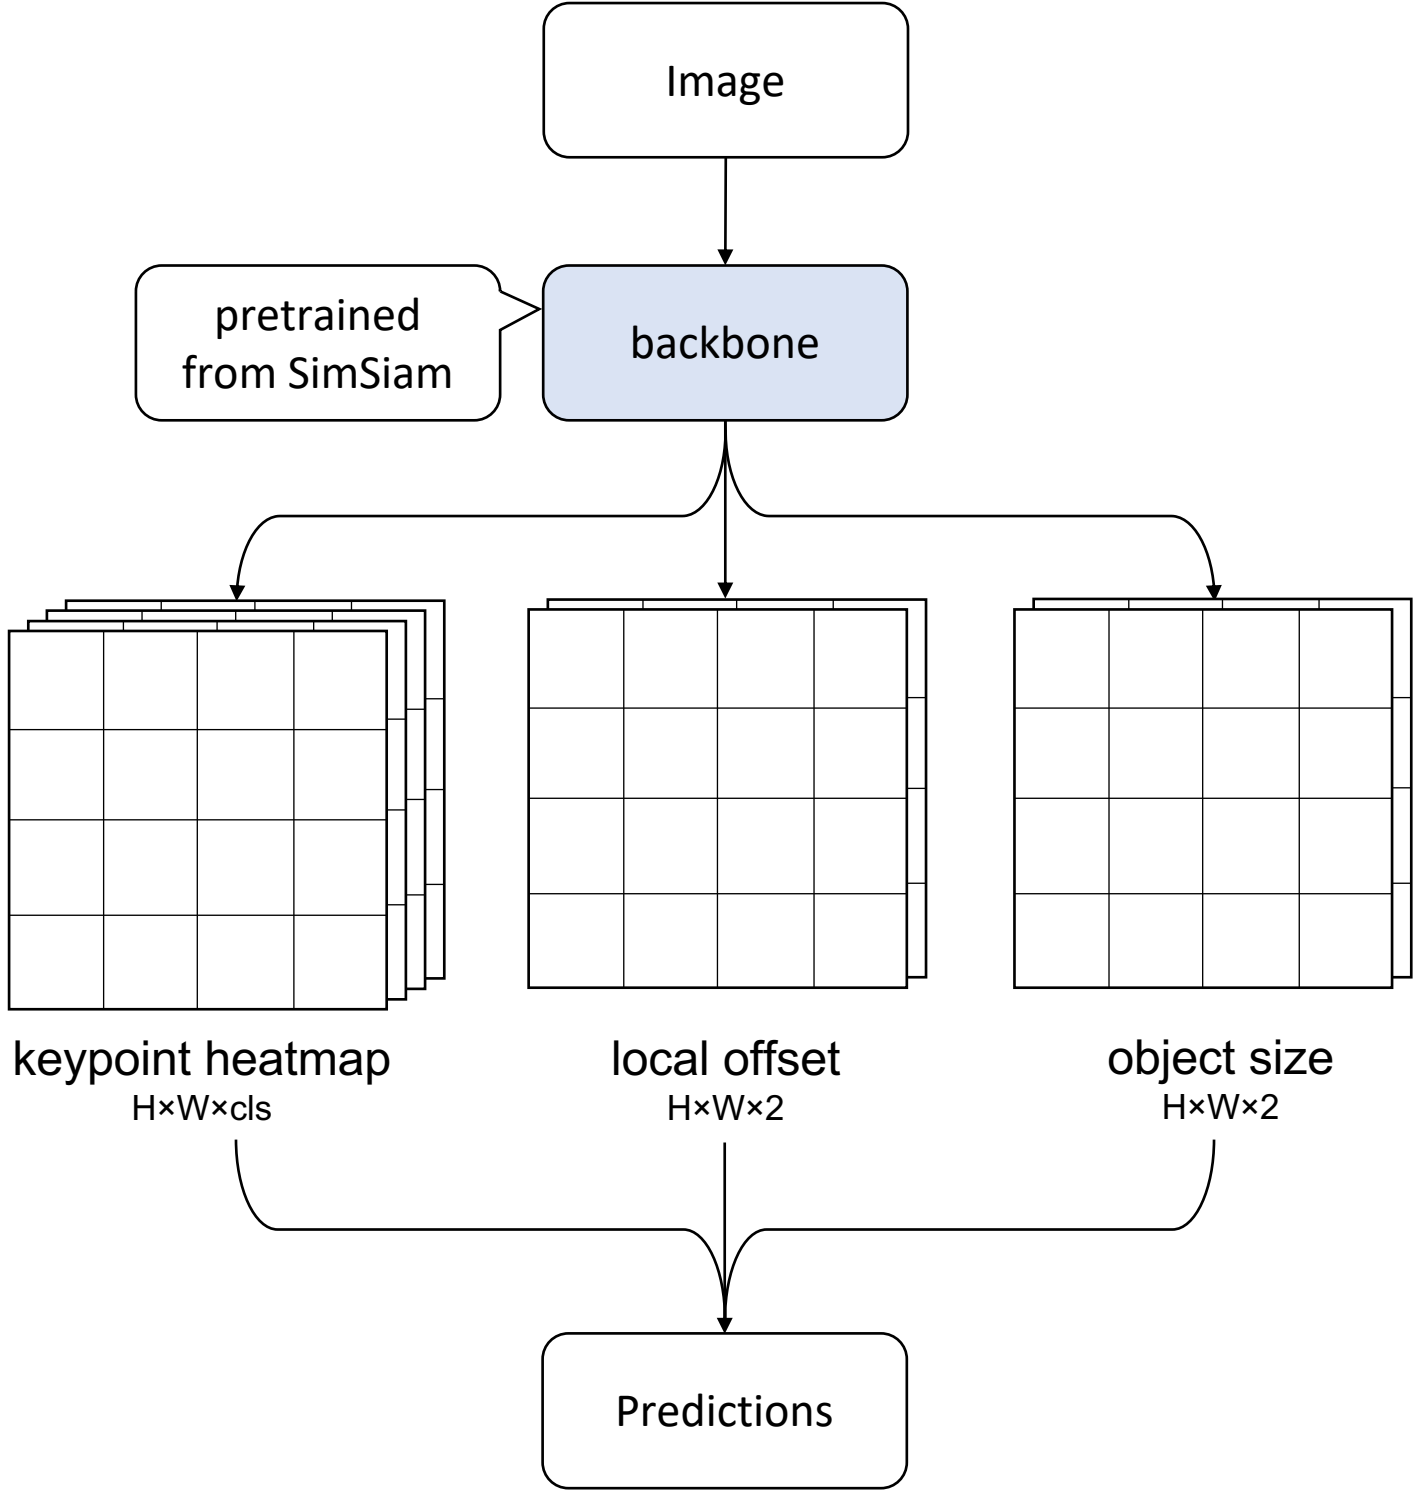 Image
pretrained
from SimSiam
backbone
keypoint heatmap
H×W×cls
local offset
H×W×2
object size
H×W×2
Predictions